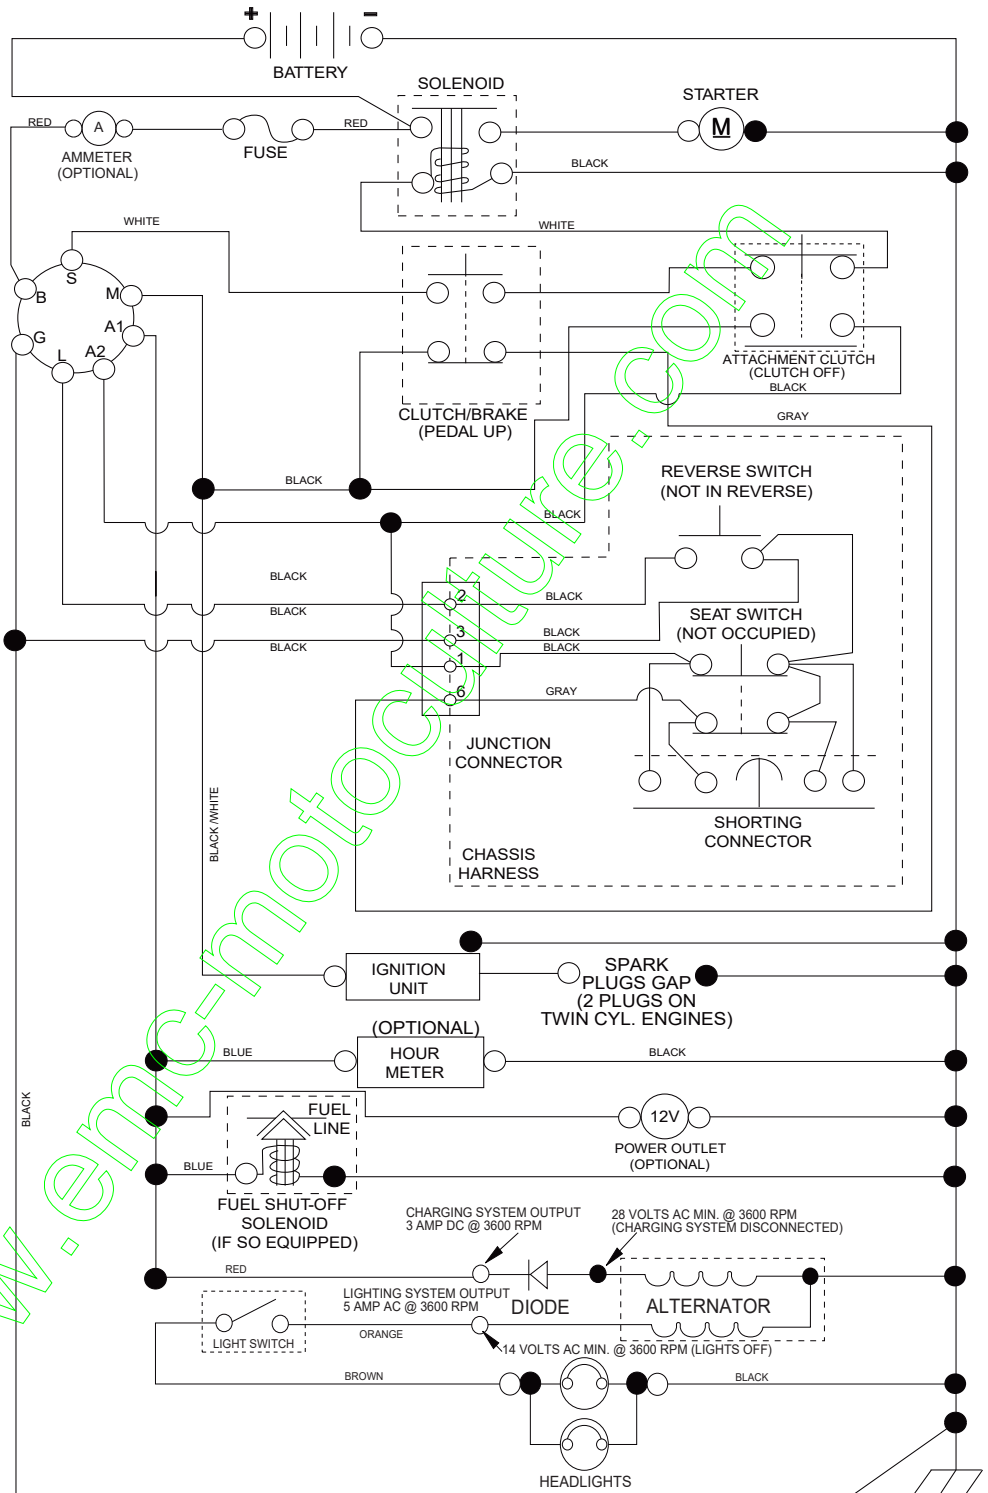 + -
BATTERY
SOLENOID
STARTER
RED
A
RED
M
FUSE
AMMETER
(OPTIONAL)
BLACK
WHITE
WHITE
S
B
M
A1
G
L
A2
ATTACHMENT CLUTCH
(CLUTCH OFF)
BLACK
CLUTCH/BRAKE
(PEDAL UP)
GRAY
REVERSE SWITCH
(NOT IN REVERSE)
BLACK
BLACK
BLACK
2
BLACK
BLACK
SEAT SWITCH
(NOT OCCUPIED)
3
BLACK
BLACK
BLACK
1
6
GRAY
JUNCTION
CONNECTOR
SHORTING
CONNECTOR
BLACK /WHITE
CHASSIS
HARNESS
IGNITION
UNIT
SPARK
PLUGS GAP
(2 PLUGS ON
TWIN CYL. ENGINES)
(OPTIONAL)
HOUR
METER
BLUE
BLACK
BLACK
FUEL
LINE
12V
POWER OUTLET
(OPTIONAL)
BLUE
FUEL SHUT-OFF
SOLENOID
(IF SO EQUIPPED)
CHARGING SYSTEM OUTPUT
3 AMP DC @ 3600 RPM
28 VOLTS AC MIN. @ 3600 RPM
(CHARGING SYSTEM DISCONNECTED)
RED
LIGHTING SYSTEM OUTPUT
5 AMP AC @ 3600 RPM
DIODE
ALTERNATOR
LIGHT SWITCH
ORANGE
14 VOLTS AC MIN. @ 3600 RPM (LIGHTS OFF)
BROWN
BLACK
HEADLIGHTS
w.emc-motoculture.com